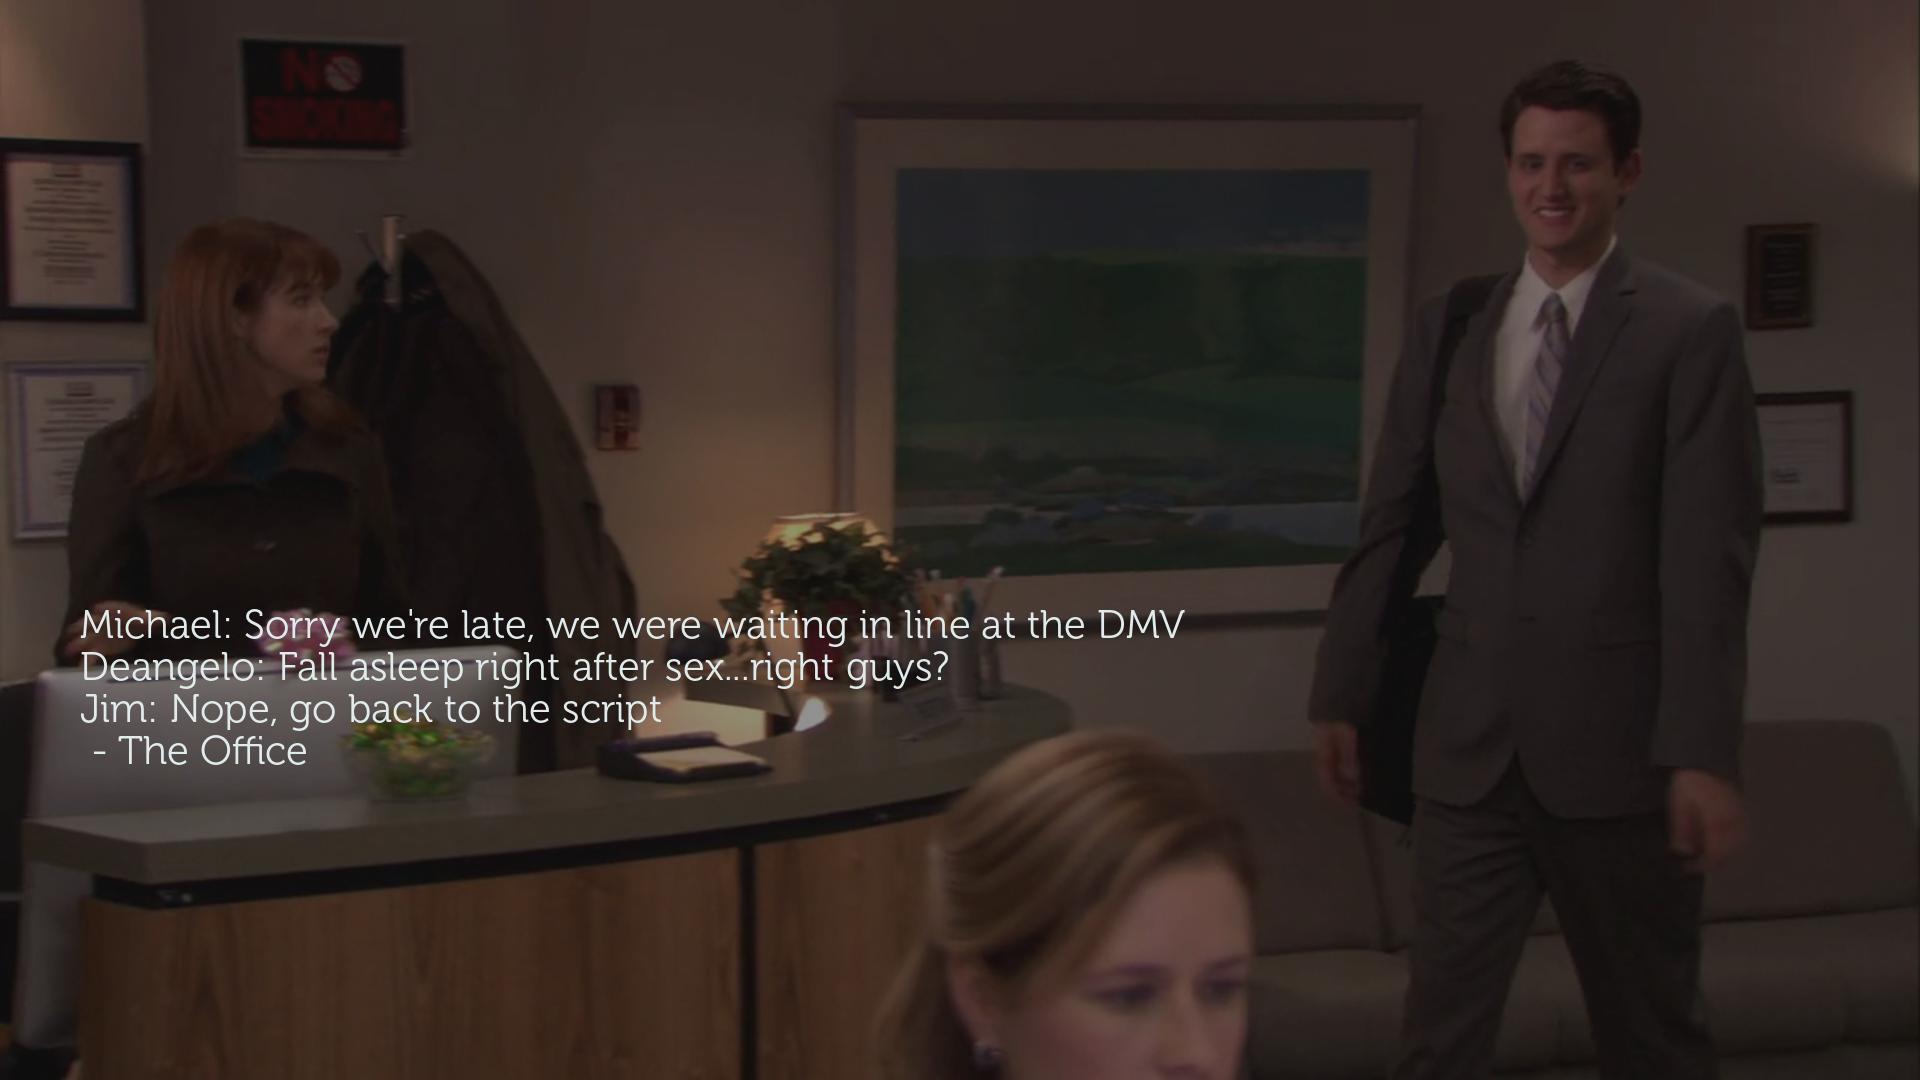 NO
SMOKING
Michael: Sorry we're late, we were waiting in line at the DMV
Deangelo: Fall asleep right after sex...right guys?
Jim: Nope, go back to the script
- The Office